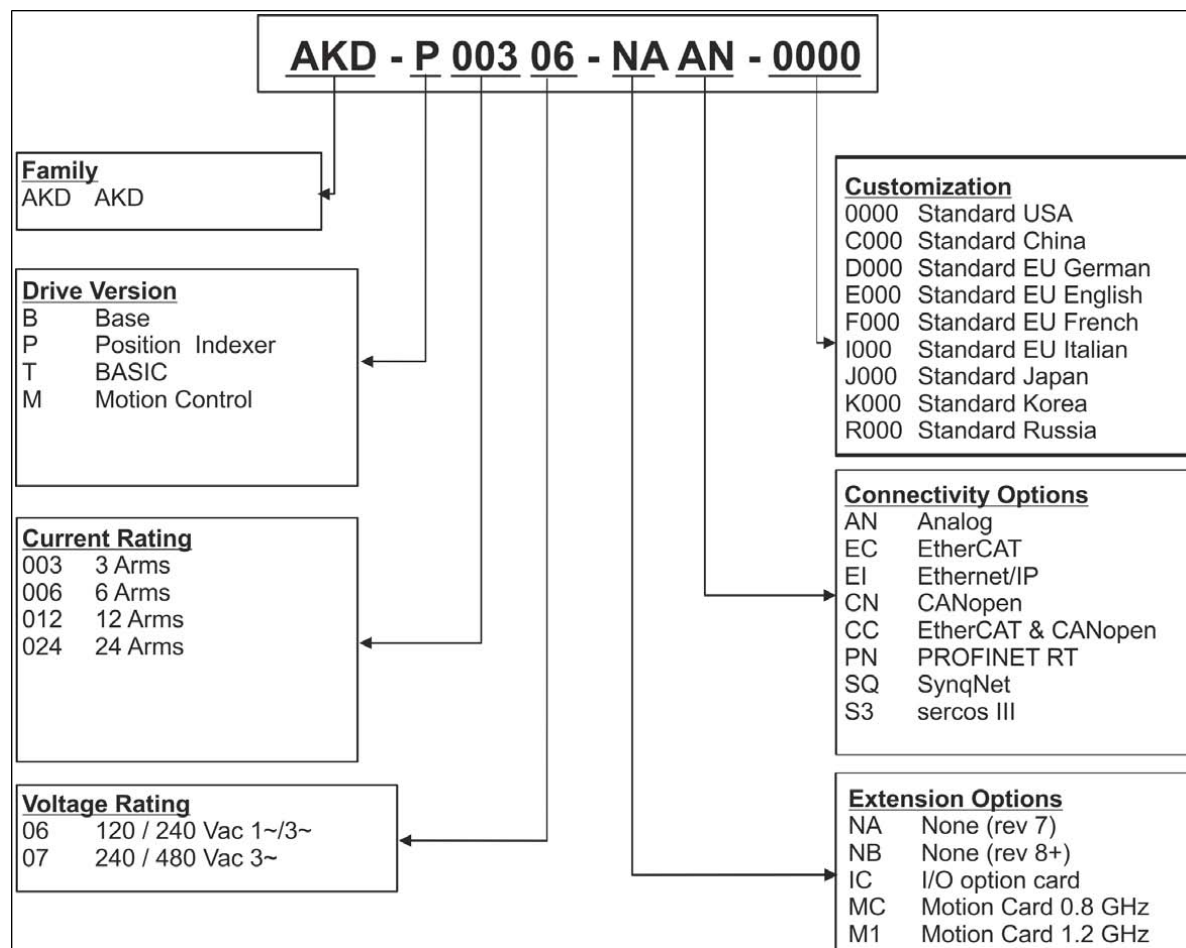 AKD - P 003 06 - NA AN - 0000
Family
AKD AKD
Drive Version
B Base
P Position Indexer
T BASIC
M Motion Control
Current Rating
003 3 Arms
006 6 Arms
012 12 Arms
024 24 Arms
Voltage Rating
06 120 / 240 Vac 1~/3~
07 240 / 480 Vac 3~
Customization
0000 Standard USA
C000 Standard China
D000 Standard EU German
E000 Standard EU English
F000 Standard EU French
I000 Standard EU Italian
J000 Standard Japan
K000 Standard Korea
R000 Standard Russia
Connectivity Options
AN Analog
EC EtherCAT
EI Ethernet/IP
CN CANopen
CC EtherCAT & CANopen
PN PROFINET RT
SQ SynqNet
S3 sercos III
Extension Options
NA None (rev 7)
NB None (rev 8+)
IC I/O option card
MC Motion Card 0.8 GHz
M1 Motion Card 1.2 GHz